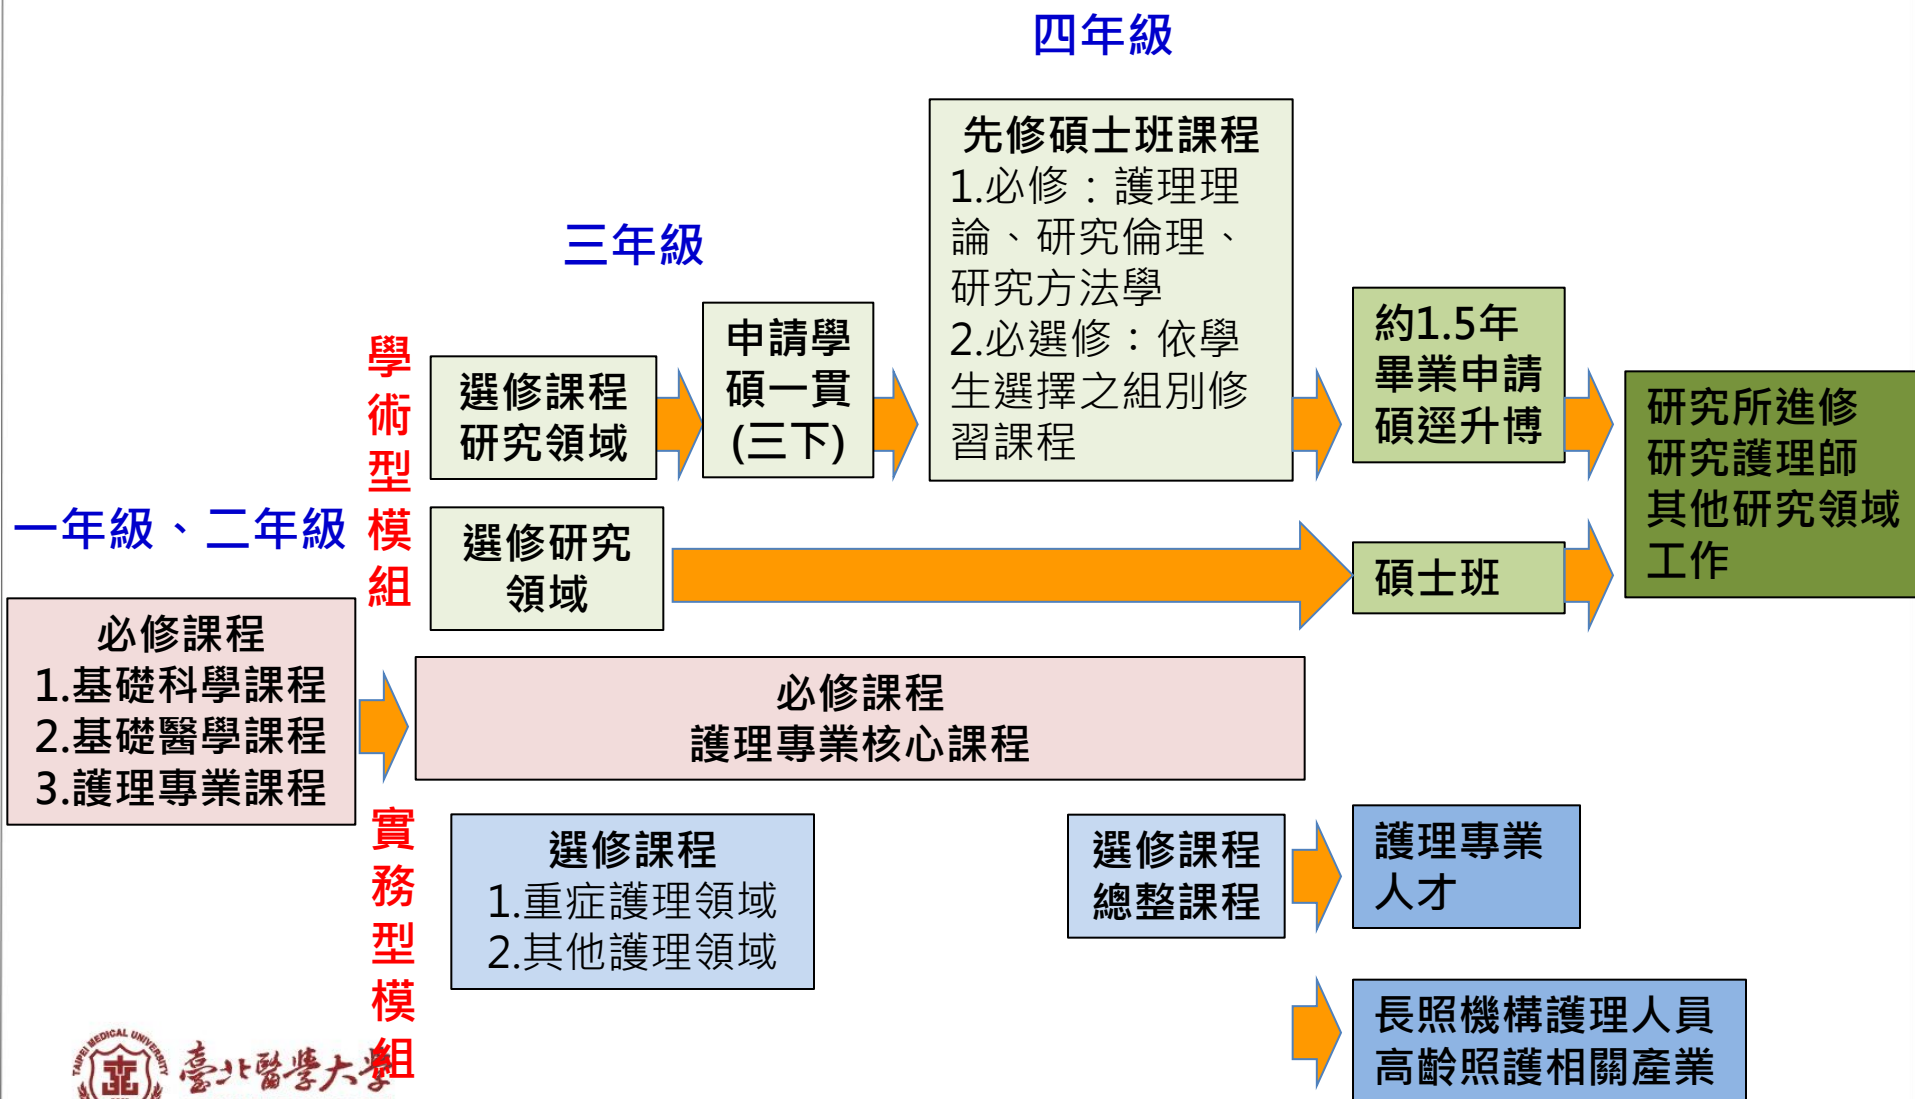 四年級
先修碩士班課程
1.必修：護理理
論、研究倫理、
研究方法學
2.必選修：依學
生選擇之組別修
習課程
三年級
學術型模組
選修課程
研究領域
申請學
碩一貫
(三下)
約1.5年
畢業申請
碩逕升博
研究所進修
研究護理師
其他研究領域
工作
一年級、二年級
選修研究
領域
碩士班
必修課程
1.基礎科學課程
2.基礎醫學課程
3.護理專業課程
必修課程
護理專業核心課程
實務型模組
選修課程
1.重症護理領域
2.其他護理領域
選修課程
總整課程
護理專業
人才
長照機構護理人員
高齡照護相關產業
TAIPEI MEDICAL UNIVERSITY
臺北醫學大學